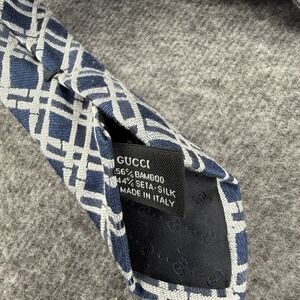 GUCCI
56% BAMBOO
44% SETA-SILK
MADE IN ITALY